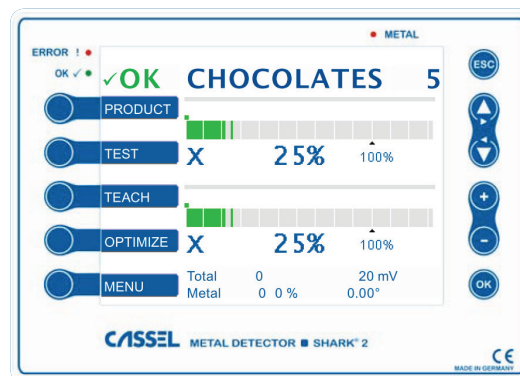 METAL
ERROR !
OK ✓
ESC
✓OK CHOCOLATES 5
PRODUCT
TEST
X 25% 100%
TEACH
+
OPTIMIZE
X 25% 100%
-
MENU
Total 0 20 mV
Metal 0 0 % 0.00°
OK
CASSEL METAL DETECTOR ■ SHARK® 2
CE
MADE IN GERMANY